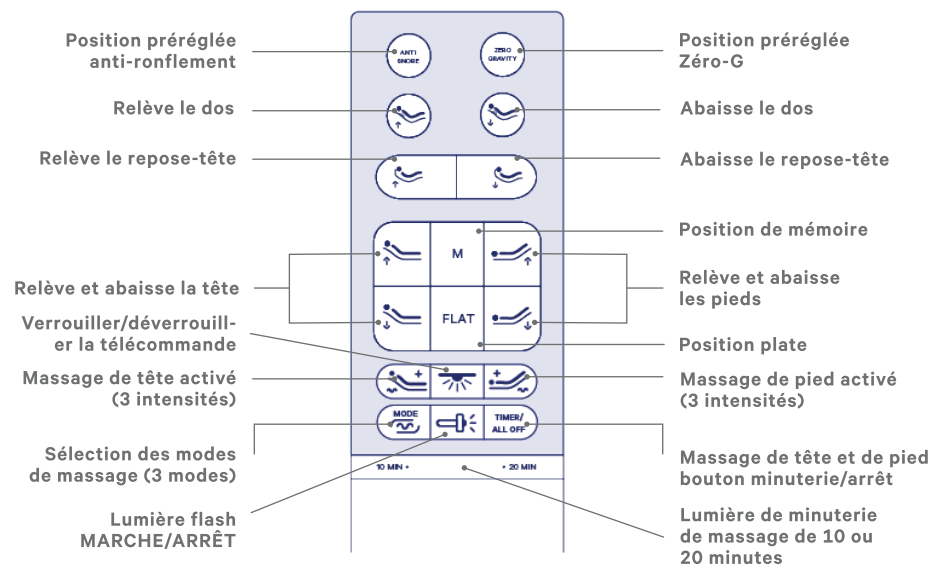 Position préréglée
anti-ronflement
ANTI
SNORE
ZERO
GRAVITY
Position préréglée
Zéro-G
Relève le dos
Abaisse le dos
Relève le repose-tête
Abaisse le repose-tête
Position de mémoire
M
Relève et abaisse la tête
Relève et abaisse
les pieds
Verrouiller/déverrouill-
er la télécommande
FLAT
Position plate
Massage de tête activé
(3 intensités)
Massage de pied activé
(3 intensités)
MODE
TIMER/
ALL OFF
Sélection des modes
de massage (3 modes)
10 MIN •
• 20 MIN
Massage de tête et de pied
bouton minuterie/arrêt
Lumière flash
MARCHE/ARRÊT
Lumière de minuterie
de massage de 10 ou
20 minutes